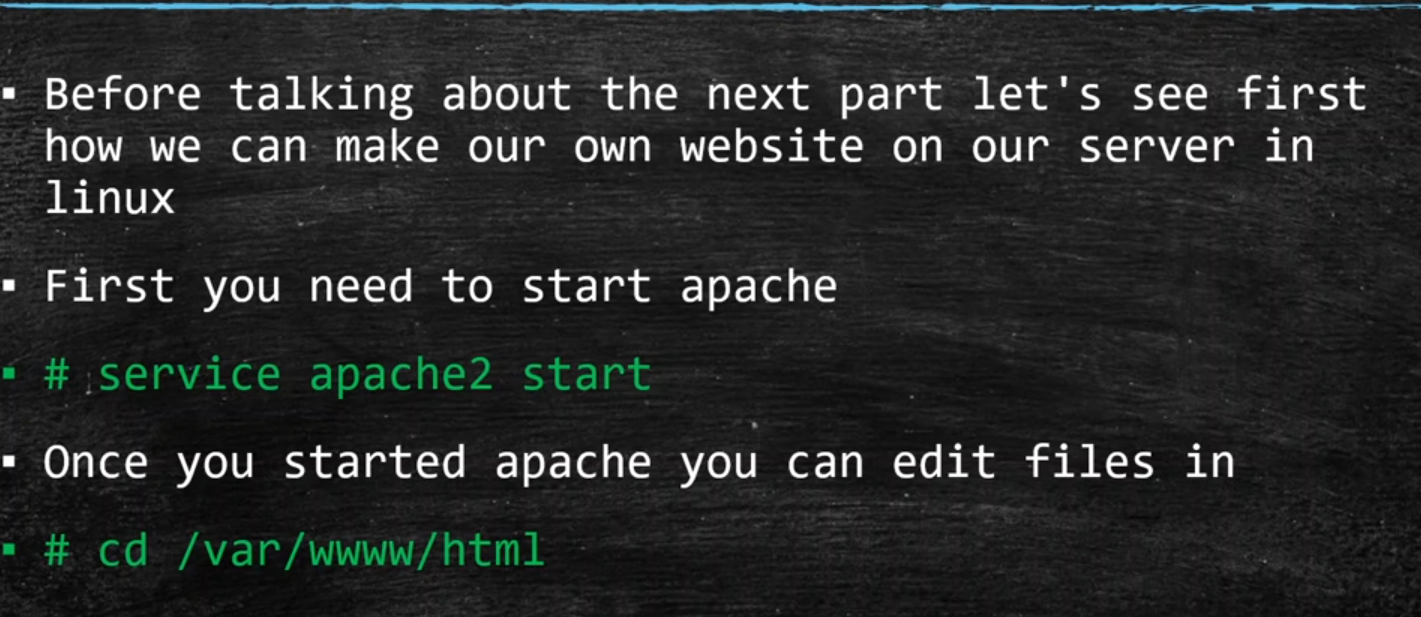 ▪ Before talking about the next part let's see first
how we can make our own website on our server in
linux
▪ First you need to start apache
▪ # service apache2 start
▪ Once you started apache you can edit files in
▪ # cd /var/wwww/html